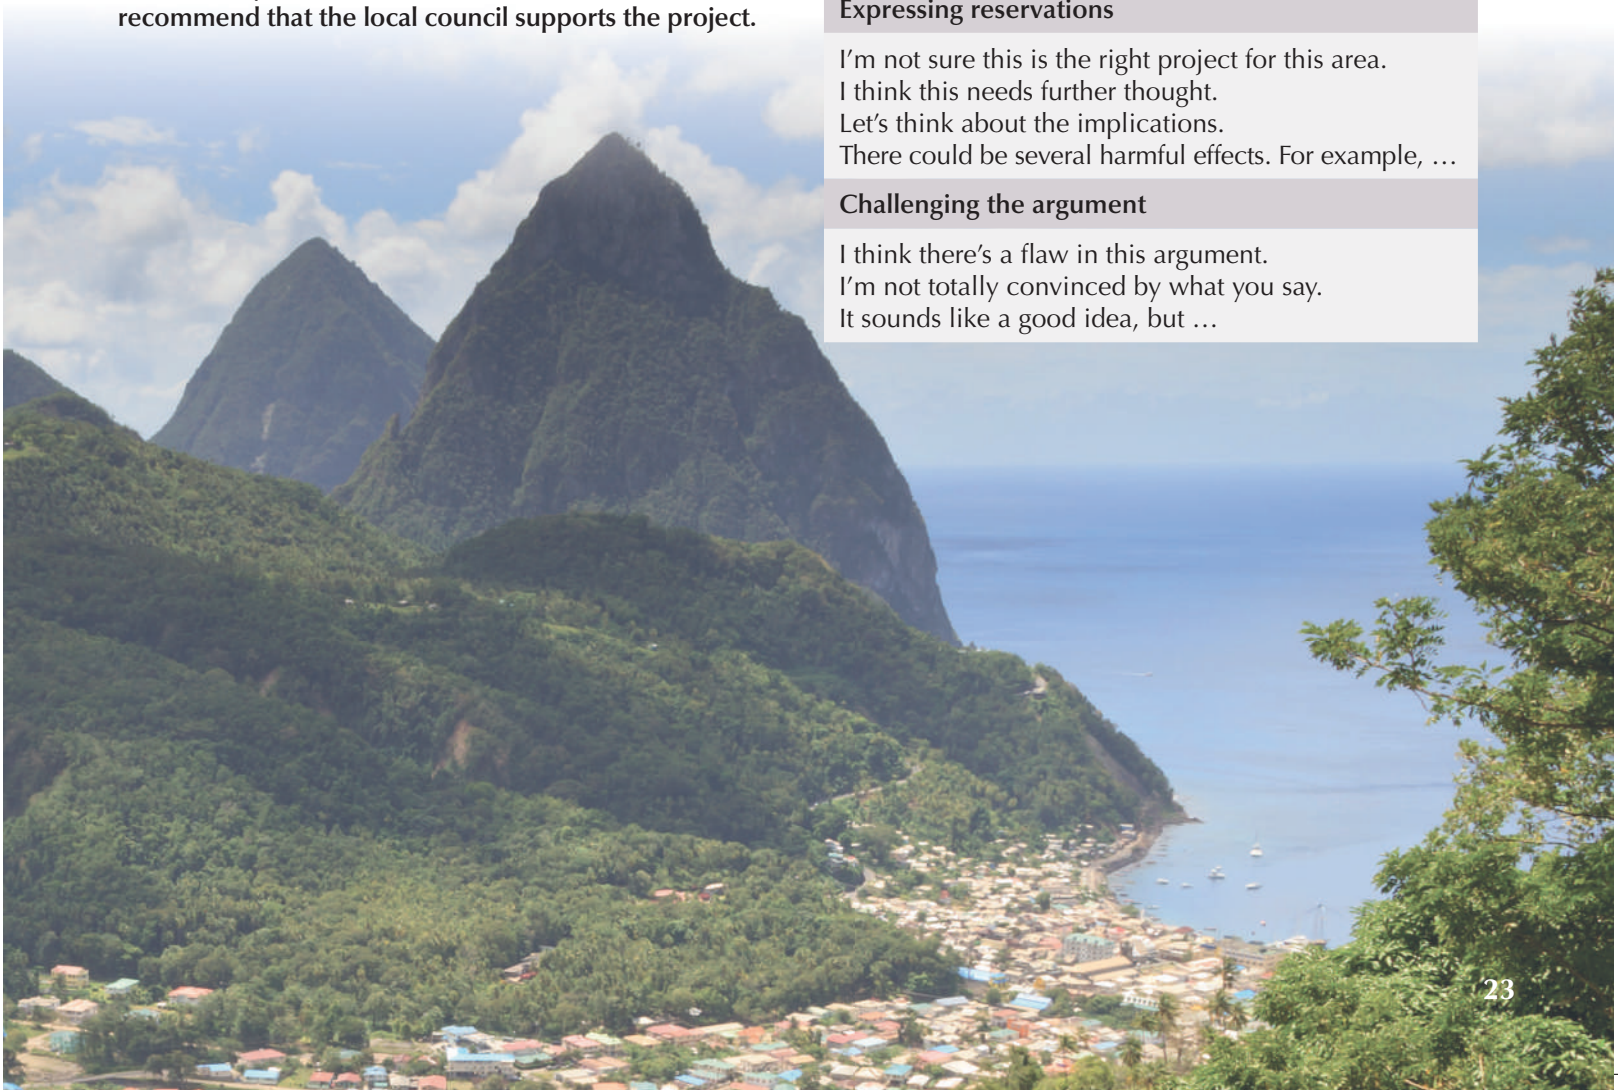 recommend that the local council supports the project.
Expressing reservations
I’m not sure this is the right project for this area.
I think this needs further thought.
Let’s think about the implications.
There could be several harmful effects. For example, …
Challenging the argument
I think there’s a flaw in this argument.
I’m not totally convinced by what you say.
It sounds like a good idea, but …
23